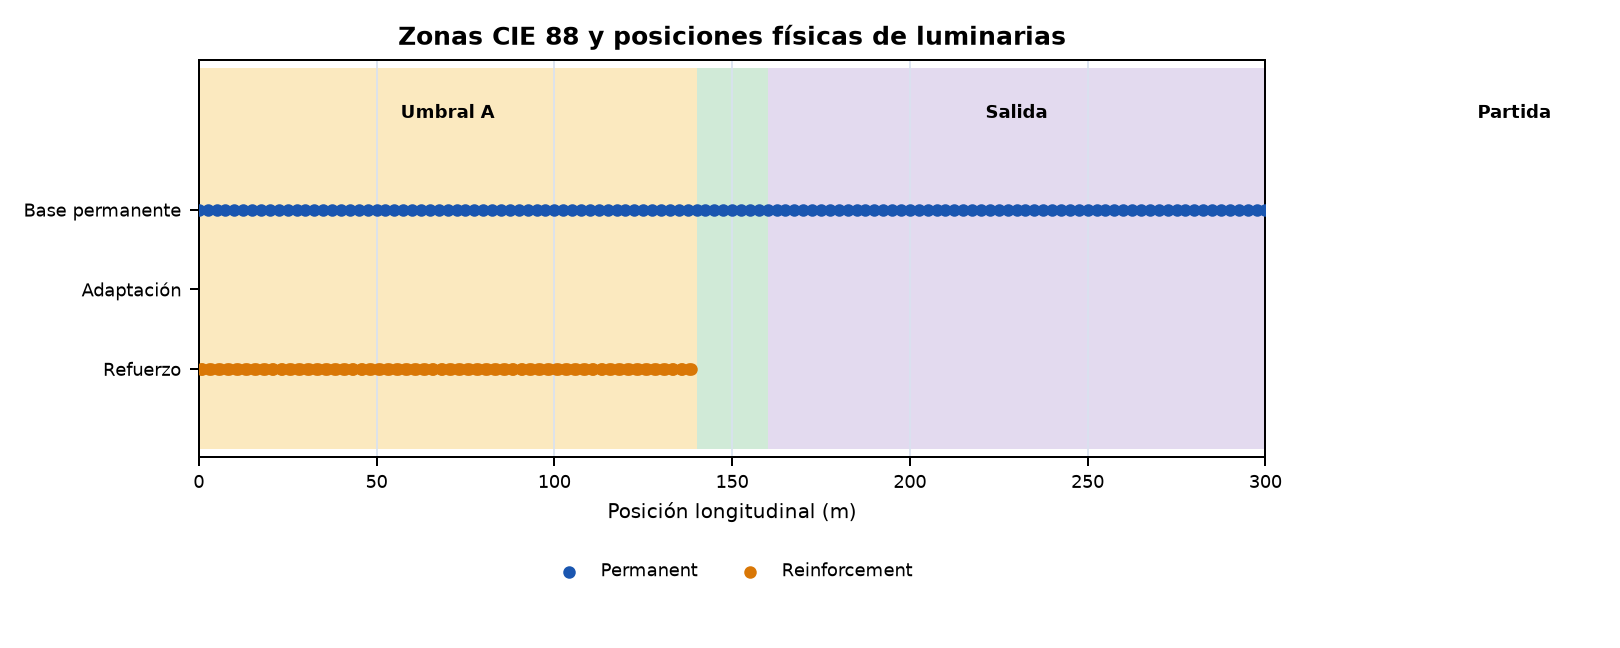 Zonas CIE 88 y posiciones físicas de luminarias
Umbral A
Salida
Partida
Base permanente
Adaptación
Refuerzo
0 50 100 150 200 250 300
Posición longitudinal (m)
Permanent Reinforcement